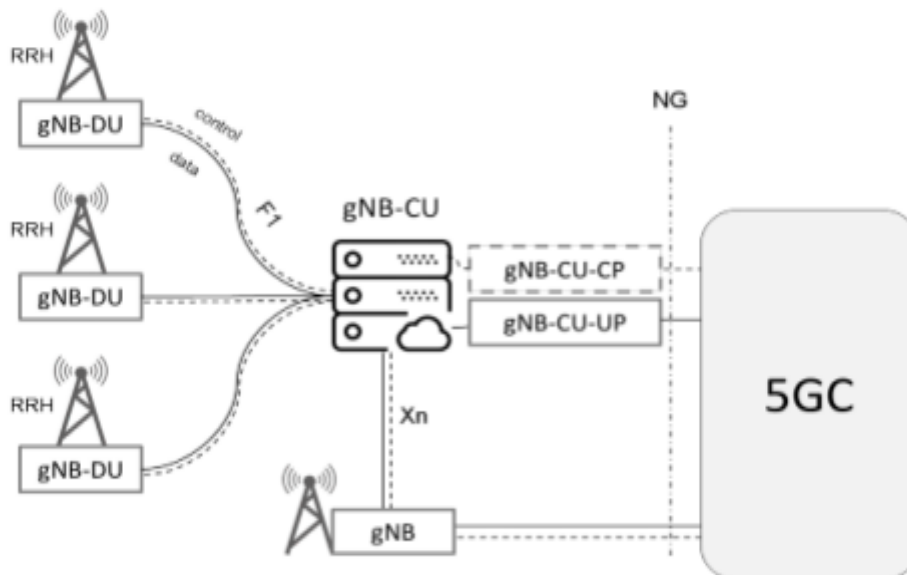 RRH
gNB-DU
control
data
F1
NG
RRH
gNB-DU
gNB-CU
gNB-CU-CP
gNB-CU-UP
5GC
RRH
gNB-DU
Xn
gNB